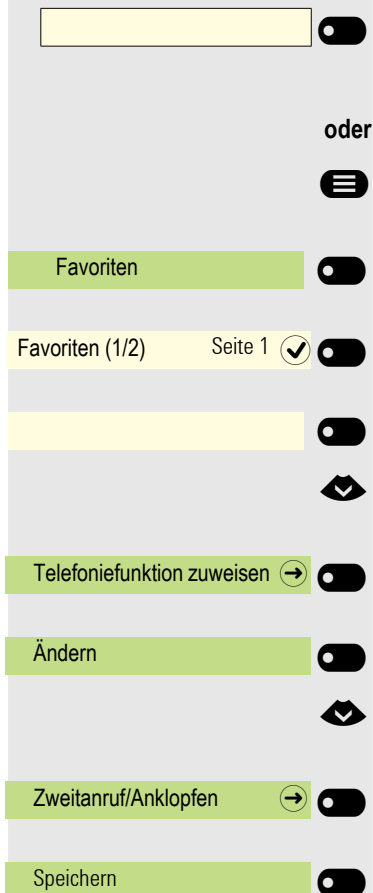 oder
Favoriten
Favoriten (1/2) Seite 1
Telefoniefunktion zuweisen
Ändern
Zweitanruf/Anklopfen
Speichern